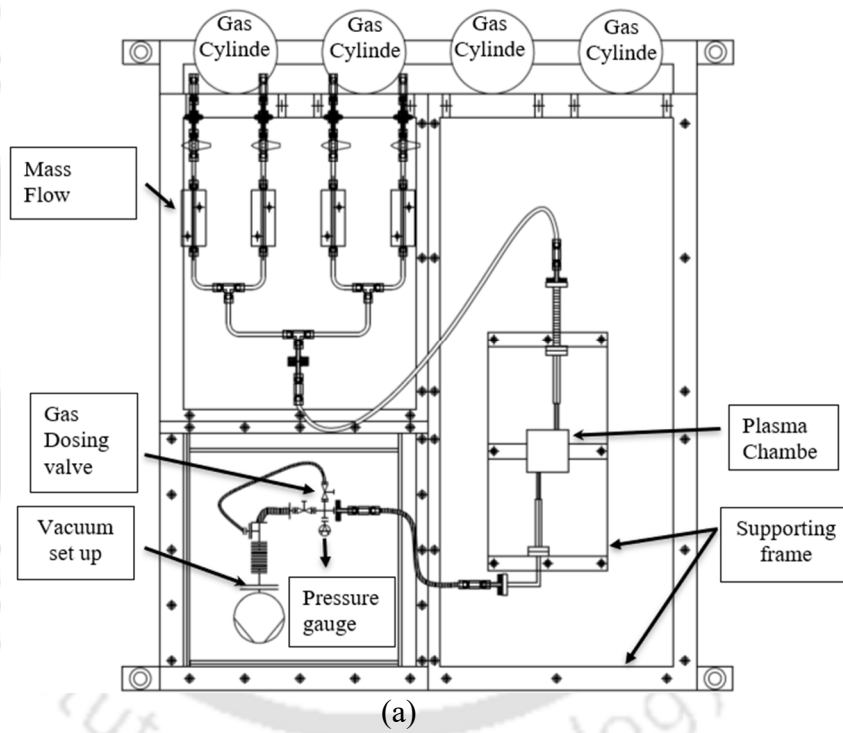 Gas
Cylinde
Gas
Cylinde
Gas
Cylinde
Gas
Cylinde
Mass
Flow
Gas
Dosing
valve
Plasma
Chambe
Vacuum
set up
Supporting
frame
Pressure
gauge
(a)